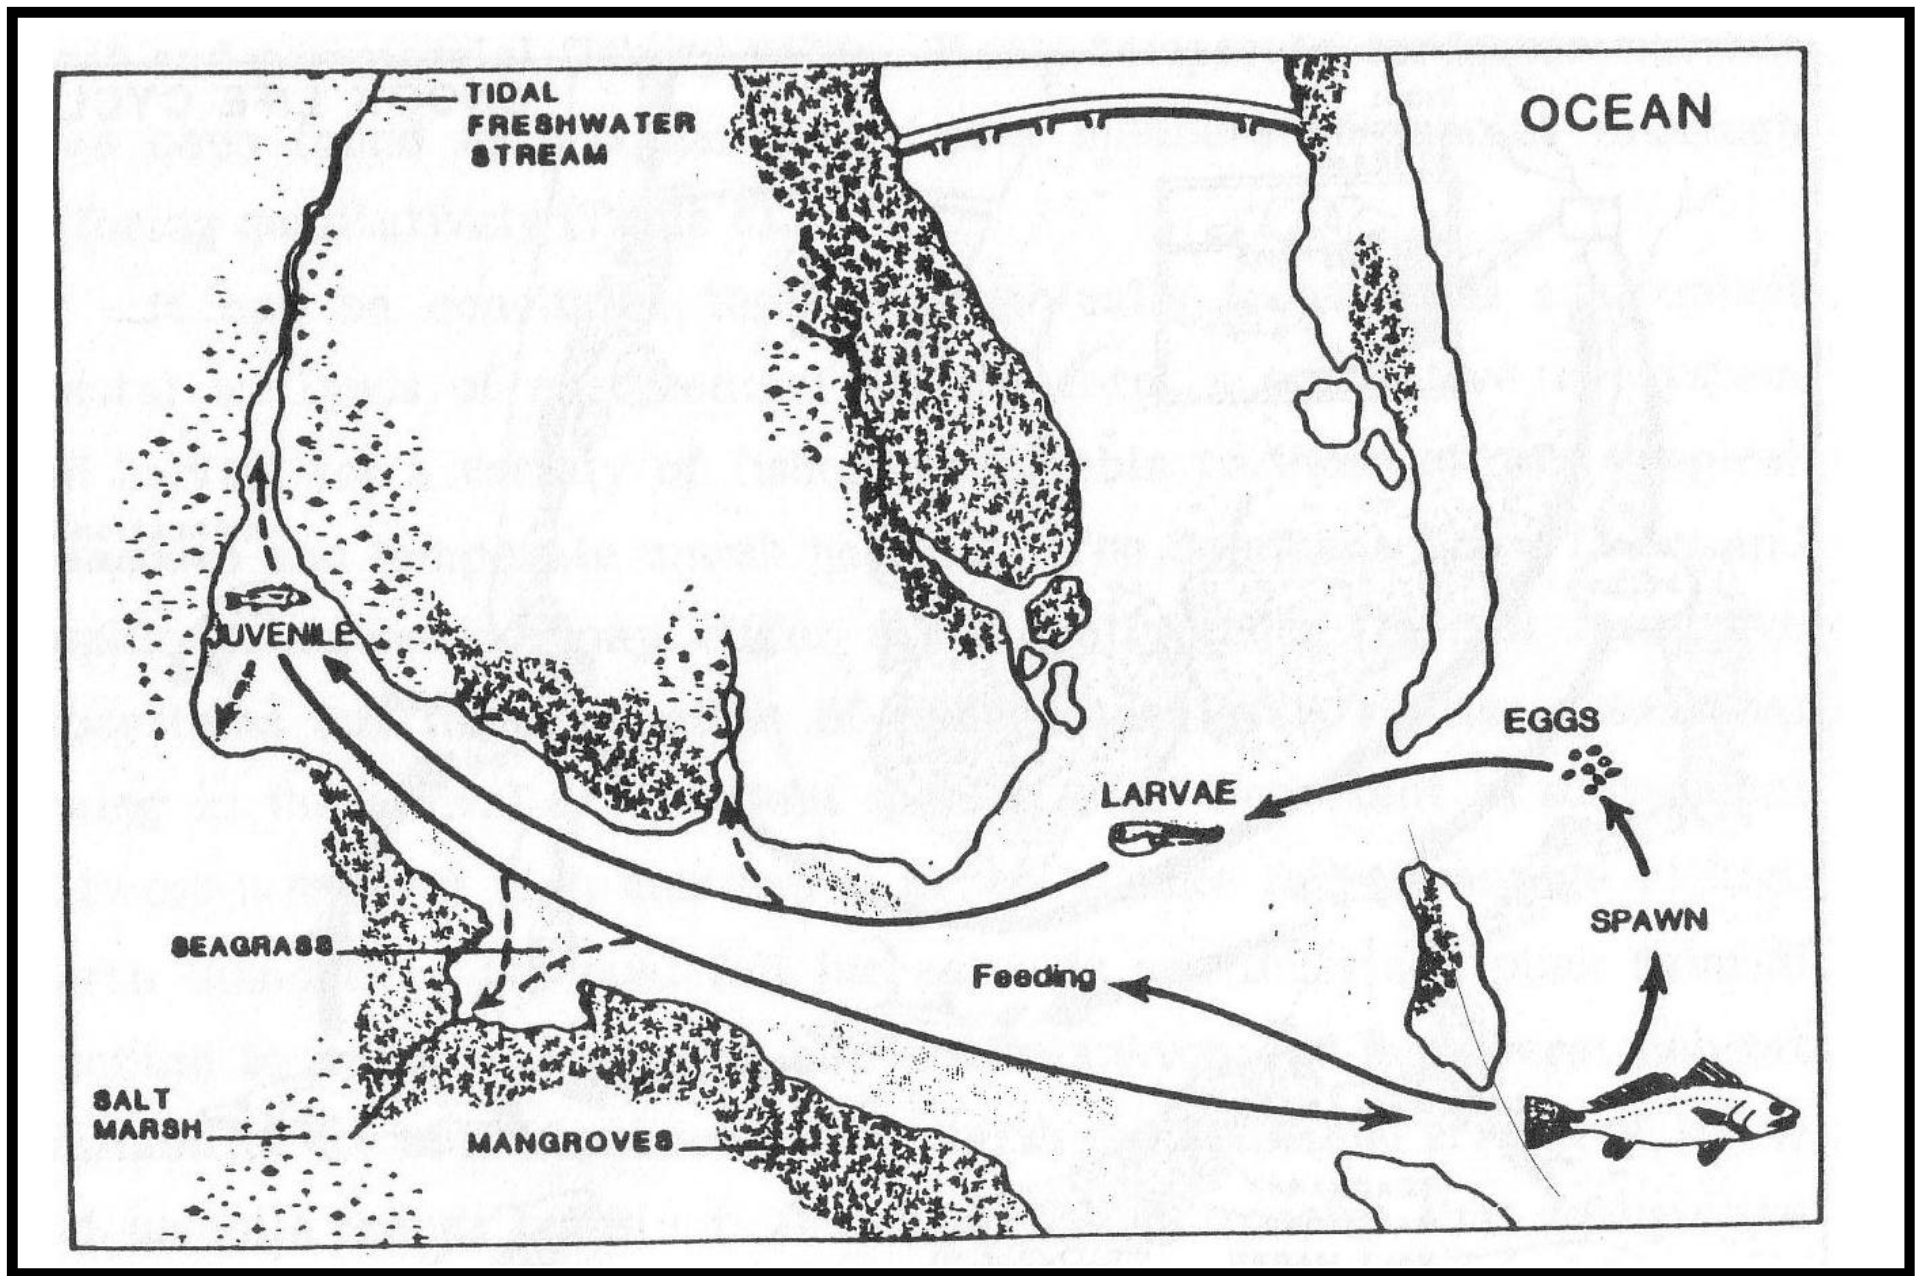 TIDAL
FRESHWATER
STREAM
OCEAN
JUVENILE
EGGS
LARVAE
SPAWN
SEAGRASS
Feeding
SALT
MARSH
MANGROVES